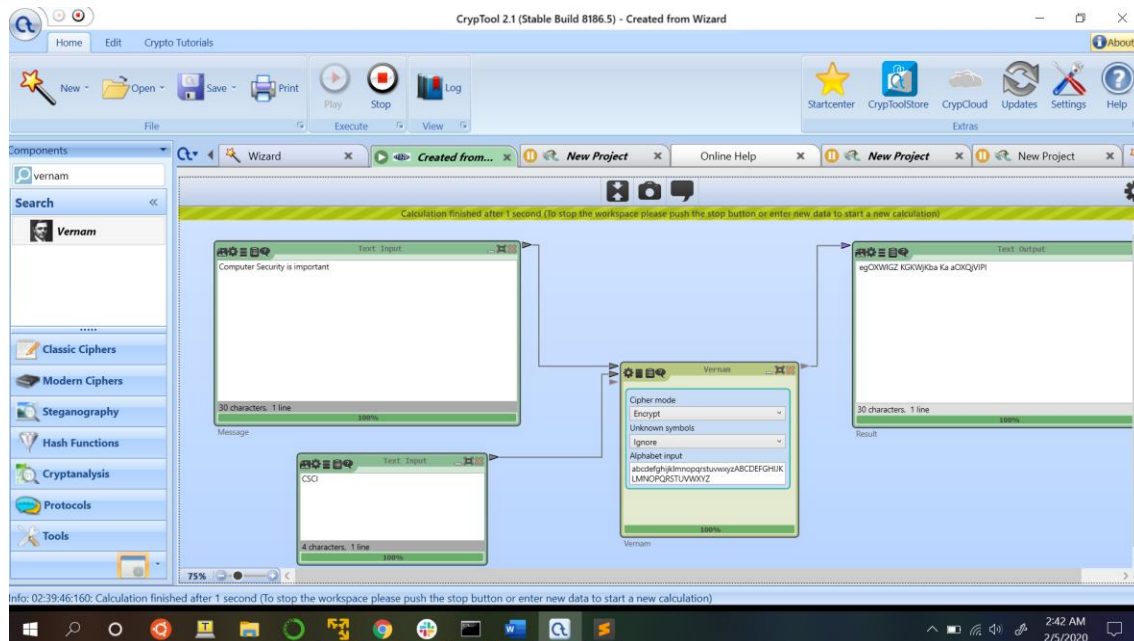 CrypTool 2.1 (Stable Build 8186.5) - Created from Wizard
Home Edit Crypto Tutorials
About
New Open Save Print Play Stop Log
Startcenter CrypToolStore CrypCloud Updates Settings Help
File Execute View Extras
Components
Wizard Created from... New Project Online Help New Project New Project
vernam
Search
Vernam
Calculation finished after 1 second (To stop the workspace please push the stop button or enter new data to start a new calculation)
Text Input
Computer Security is important
30 characters, 1 line
100%
Message
Text Output
30 characters, 1 line
100%
Result
Vernam
Cipher mode
Encrypt
Unknown symbols
Ignore
Alphabet input
abcdefghijklmnopqrstuvwxyzABCDEFGHIJK
LMNOPQRSTUVWXYZ
100%
Vernam
Text Input
CSCI
4 characters, 1 line
100%
Classic Ciphers
Modern Ciphers
Steganography
Hash Functions
Cryptanalysis
Protocols
Tools
75%
Info: 02:39:46:160: Calculation finished after 1 second (To stop the workspace please push the stop button or enter new data to start a new calculation)
2:42 AM
2/5/2020